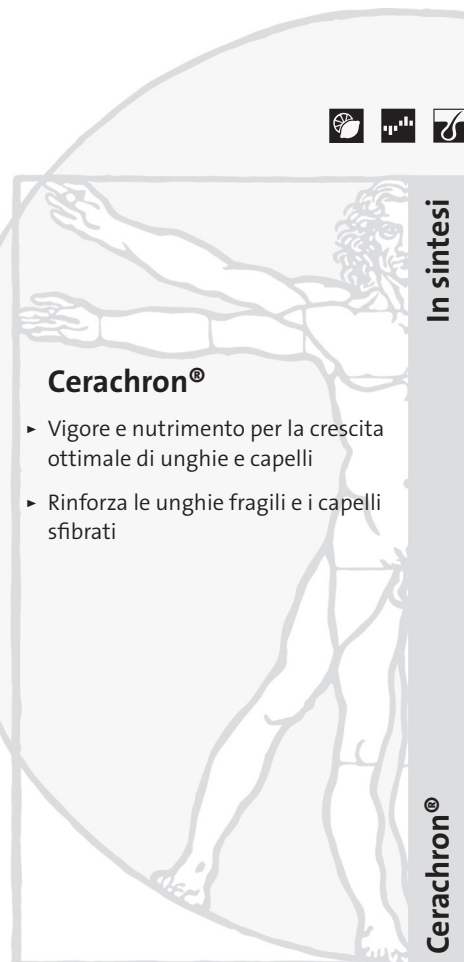 In sintesi
Cerachron®
► Vigore e nutrimento per la crescita
ottimale di unghie e capelli
► Rinforza le unghie fragili e i capelli
sfibrati
Cerachron®